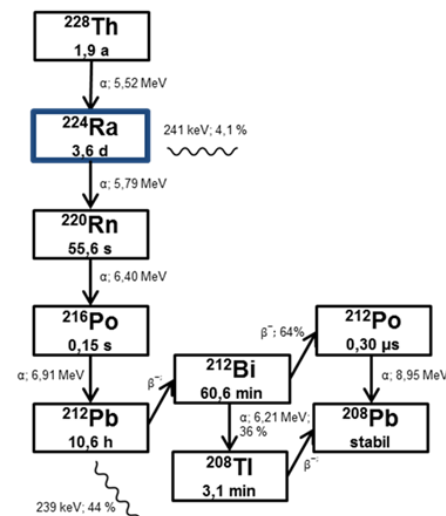 ²²⁸Th
1,9 a
α; 5,52 MeV
²²⁴Ra
3,6 d
241 keV; 4,1 %
α; 5,79 MeV
²²⁰Rn
55,6 s
α; 6,40 MeV
²¹⁶Po
0,15 s
α; 6,91 MeV
²¹²Pb
10,6 h
239 keV; 44 %
β⁻:
²¹²Bi
60,6 min
β⁻: 64%
²¹²Po
0,30 µs
α; 8,95 MeV
α; 6,21 MeV;
36 %
²⁰⁸Tl
3,1 min
β⁻:
²⁰⁸Pb
stabil